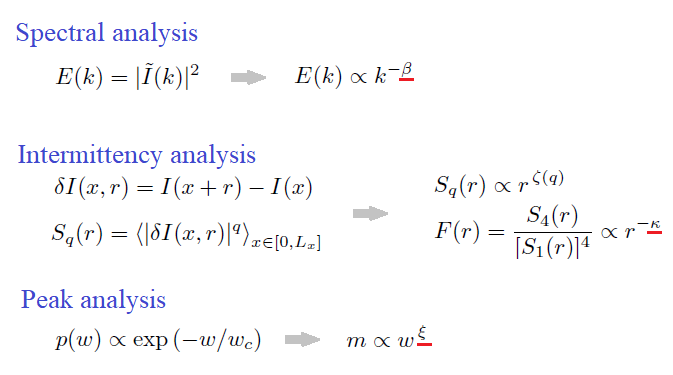 Spectral analysis
E(k) = |Ĩ(k)|² E(k) ∝ k^{-β}
Intermittency analysis
δI(x, r) = I(x + r) − I(x) S_q(r) ∝ r^{ζ(q)}
S_q(r) = ⟨|δI(x, r)|^q⟩_{x∈[0,L_x]} F(r) = S_4(r) / [S_1(r)]^4 ∝ r^{-κ}
Peak analysis
p(w) ∝ exp (−w/w_c) m ∝ w^ξ